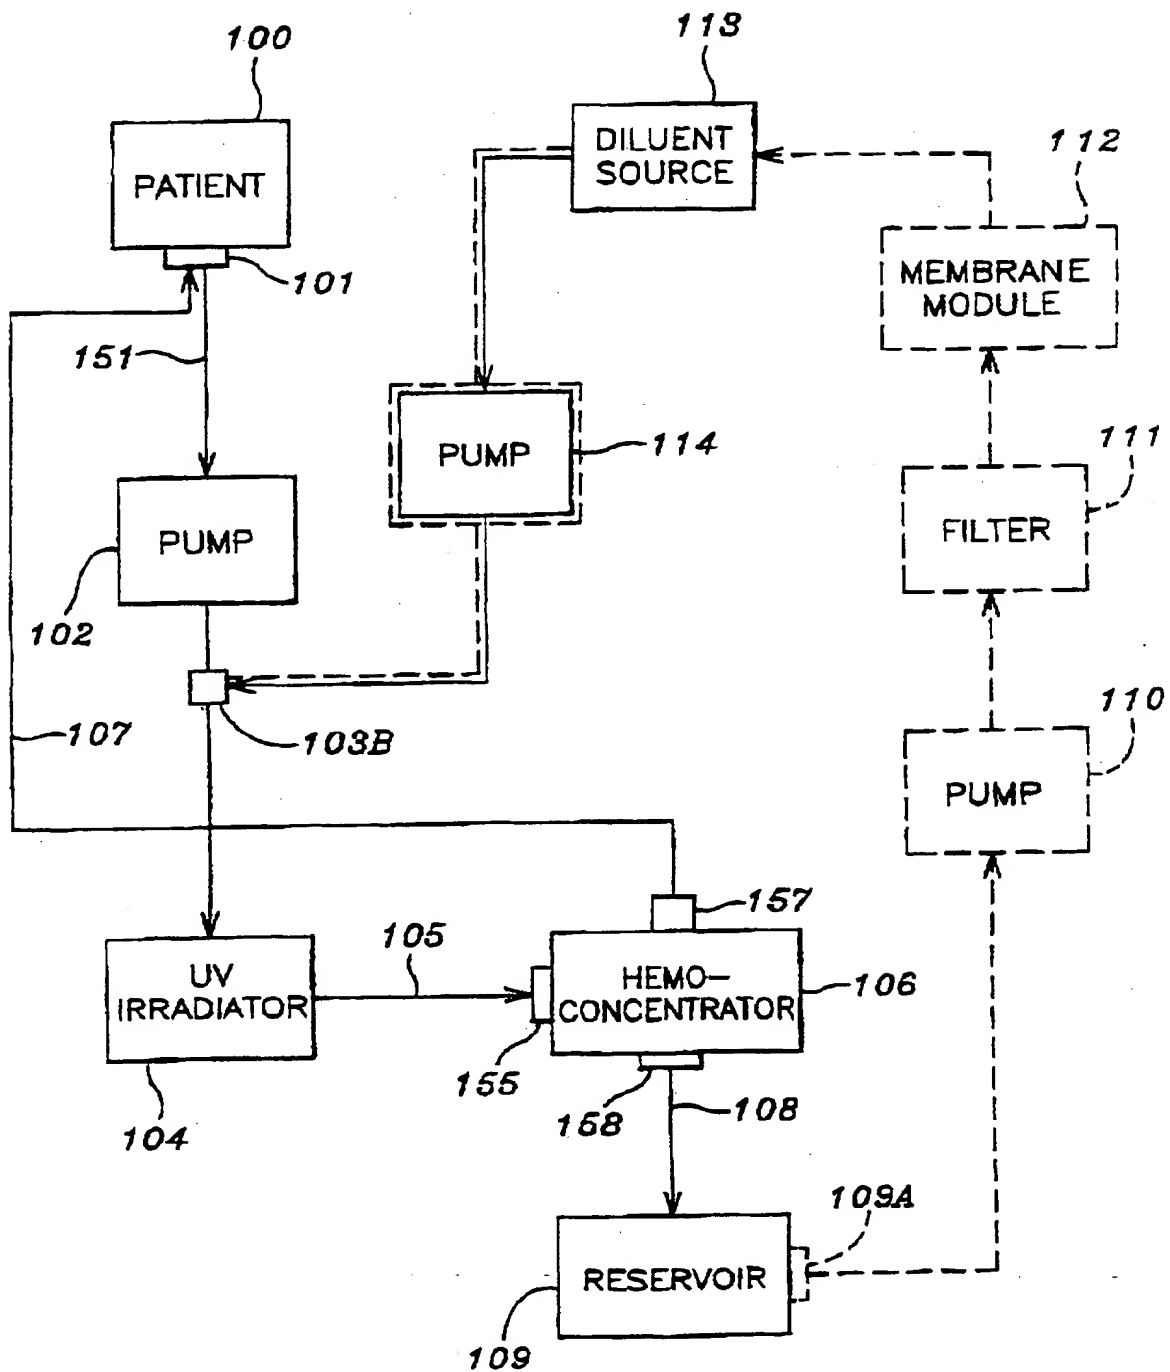 100
113
PATIENT
DILUENT
SOURCE
112
101
MEMBRANE
MODULE
151
PUMP
114
111
PUMP
FILTER
102
103B
110
107
PUMP
157
105
UV
IRRADIATOR
HEMO-
CONCENTRATOR
106
155
158
108
104
109A
RESERVOIR
109